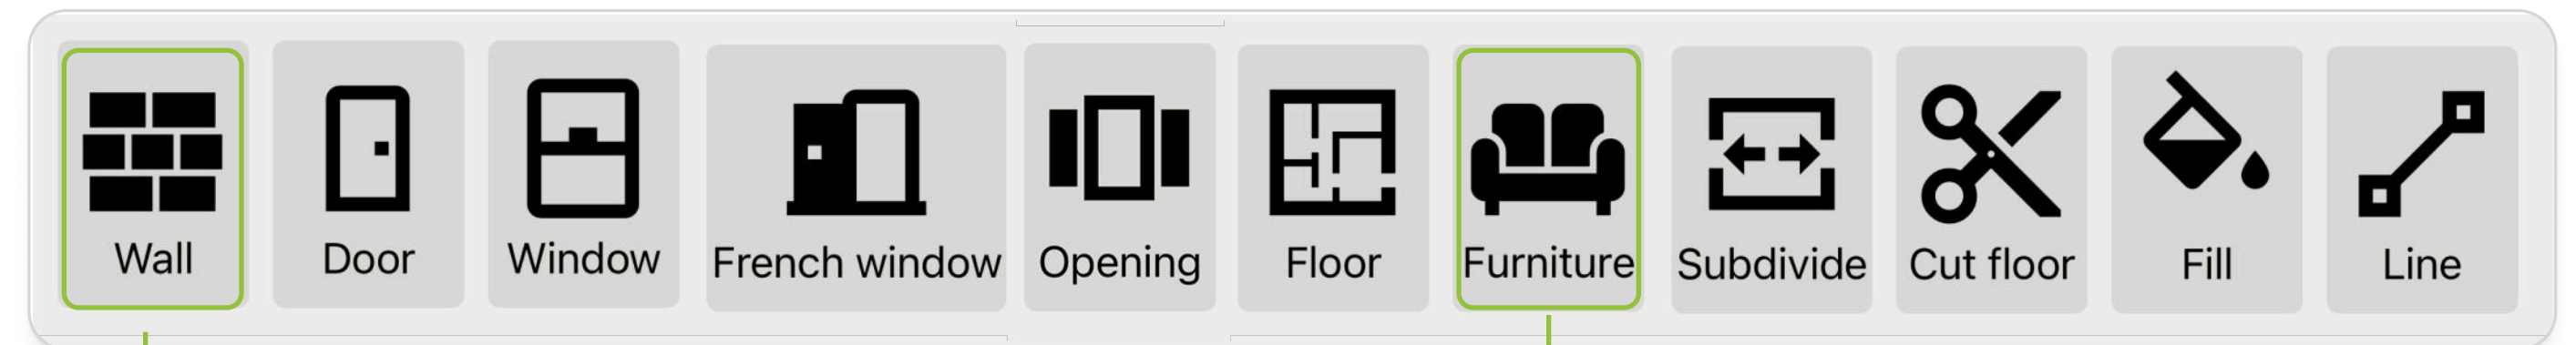 Wall
Door
Window
French window
Opening
Floor
Furniture
Subdivide
Cut floor
Fill
Line